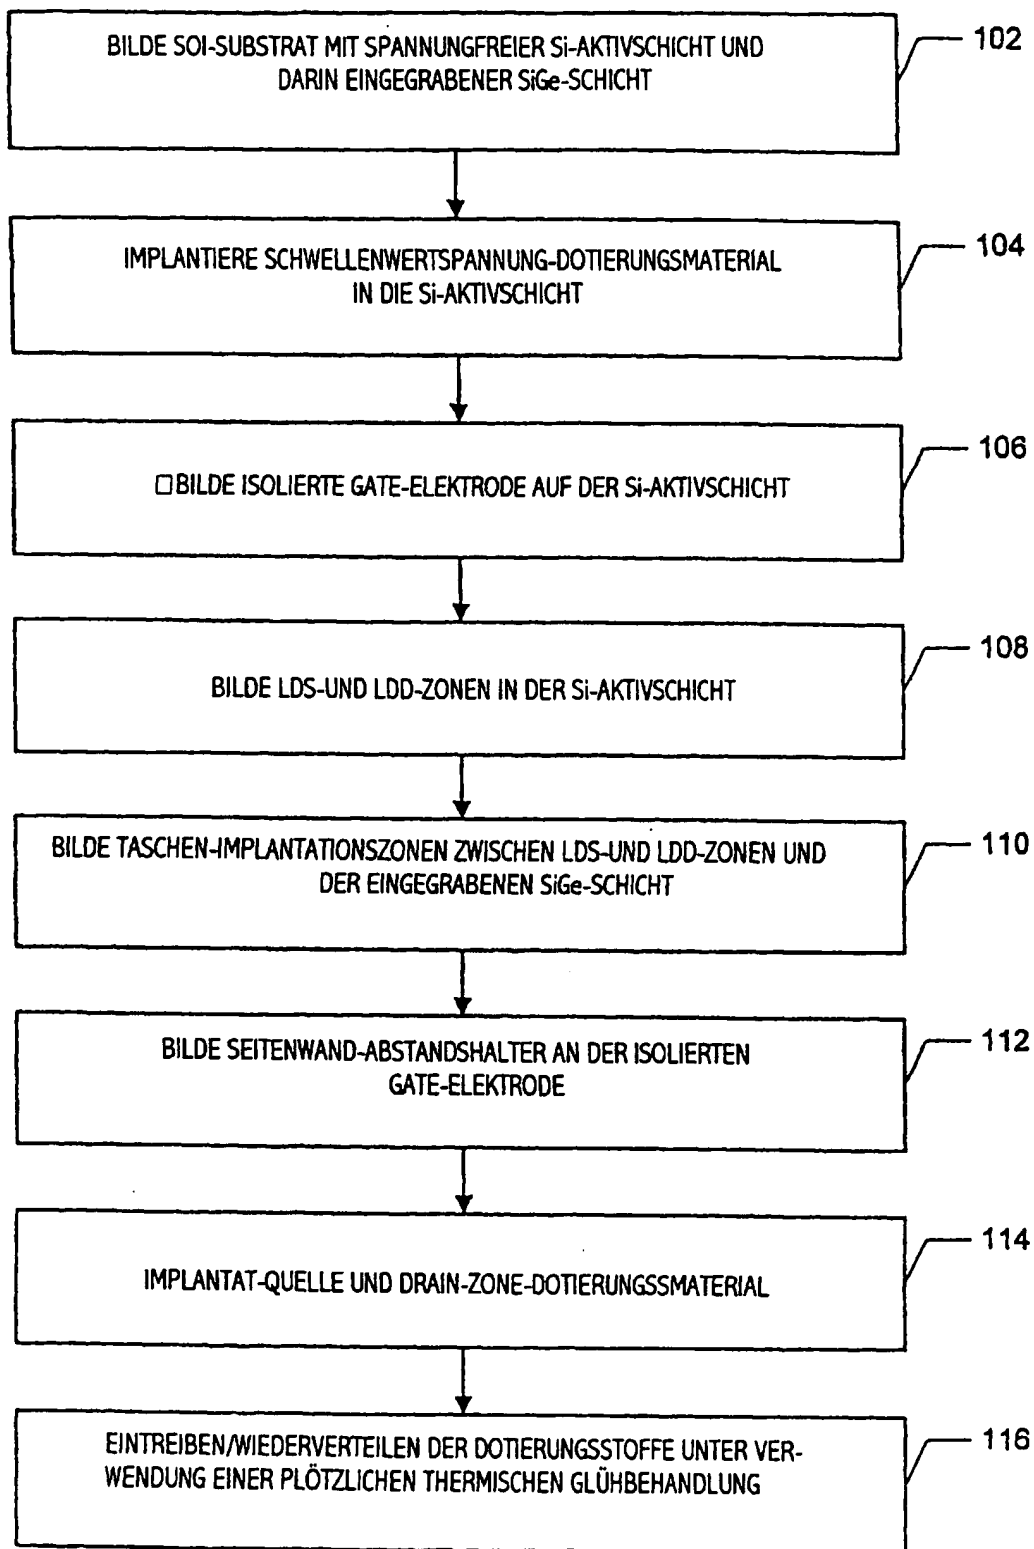 BILDE SOI-SUBSTRAT MIT SPANNUNGFREIER Si-AKTIVSCHICHT UND
DARIN EINGEGRABENER SiGe-SCHICHT
102
IMPLANTIERE SCHWELLENWERTSPANNUNG-DOTIERUNGSMATERIAL
IN DIE Si-AKTIVSCHICHT
104
□BILDE ISOLIERTE GATE-ELEKTRODE AUF DER Si-AKTIVSCHICHT
106
BILDE LDS-UND LDD-ZONEN IN DER Si-AKTIVSCHICHT
108
BILDE TASCHEN-IMPLANTATIONSZONEN ZWISCHEN LDS-UND LDD-ZONEN UND
DER EINGEGRABENEN SiGe-SCHICHT
110
BILDE SEITENWAND-ABSTANDSHALTER AN DER ISOLIERTEN
GATE-ELEKTRODE
112
IMPLANTAT-QUELLE UND DRAIN-ZONE-DOTIERUNGSSMATERIAL
114
EINTREIBEN/WIEDERVERTEILEN DER DOTIERUNGSSTOFFE UNTER VER-
WENDUNG EINER PLÖTZLICHEN THERMISCHEN GLÜHBEHANDLUNG
116